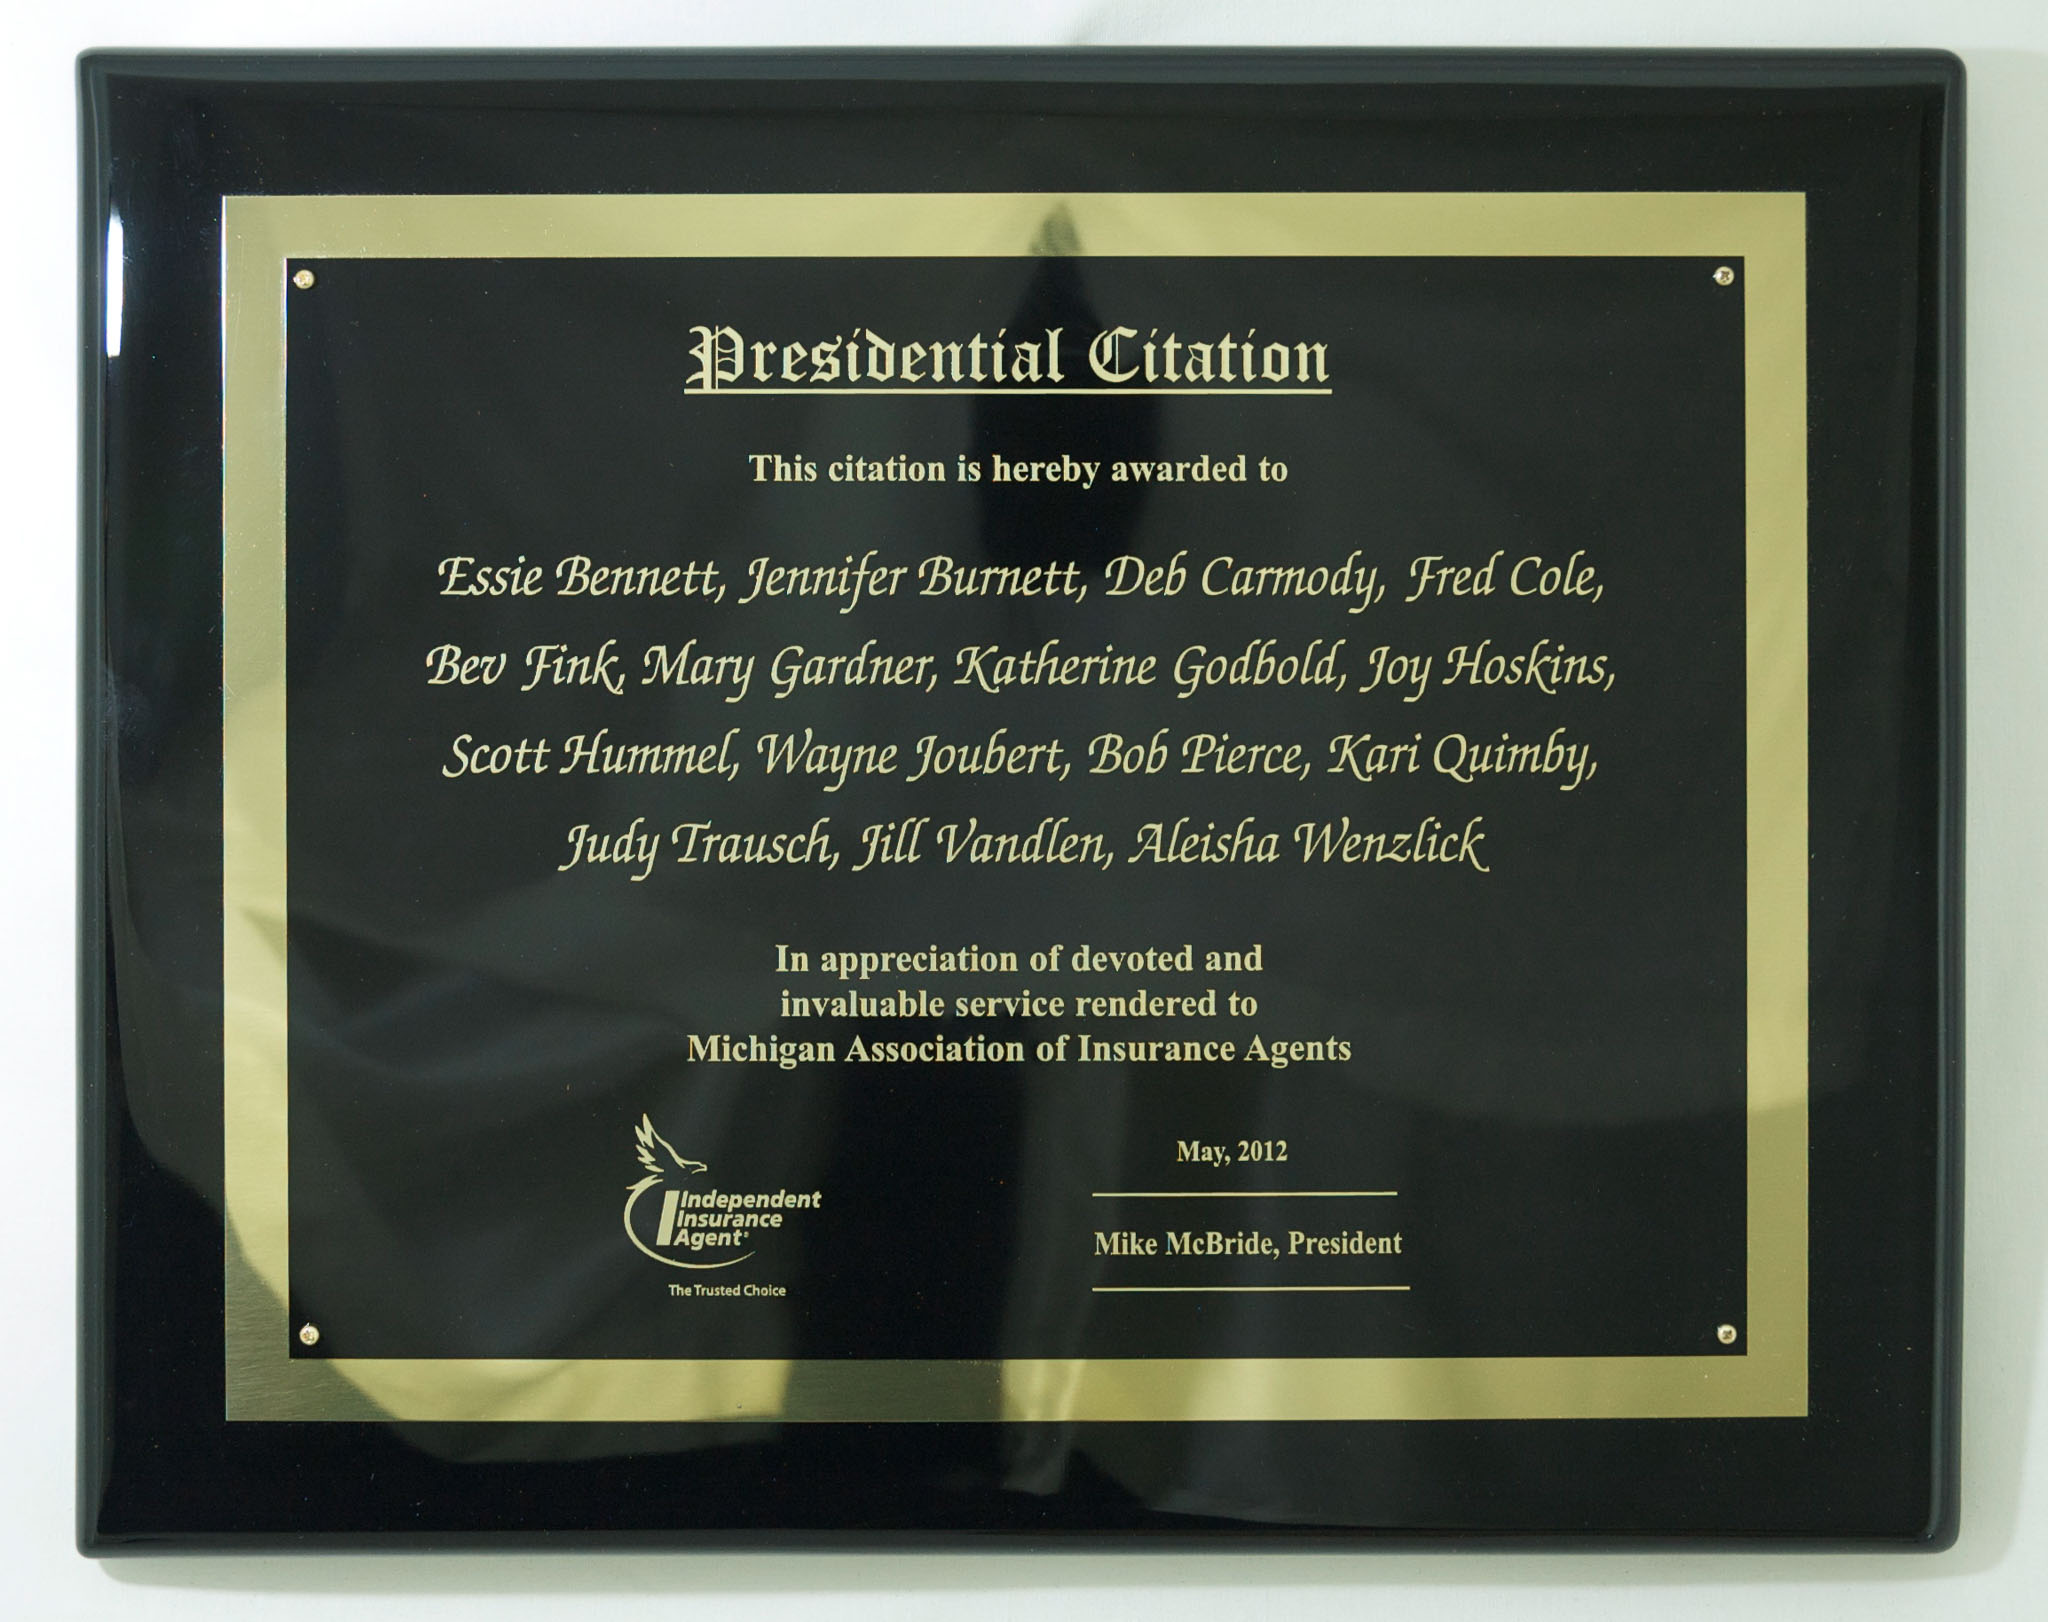 Presidential Citation
This citation is hereby awarded to
Essie Bennett, Jennifer Burnett, Deb Carmody, Fred Cole,
Bev Fink, Mary Gardner, Katherine Godbold, Joy Hoskins,
Scott Hummel, Wayne Joubert, Bob Pierce, Kari Quimby,
Judy Trausch, Jill Vandlen, Aleisha Wenzlick
In appreciation of devoted and
invaluable service rendered to
Michigan Association of Insurance Agents
Independent
Insurance
Agent®
The Trusted Choice
May, 2012
Mike McBride, President